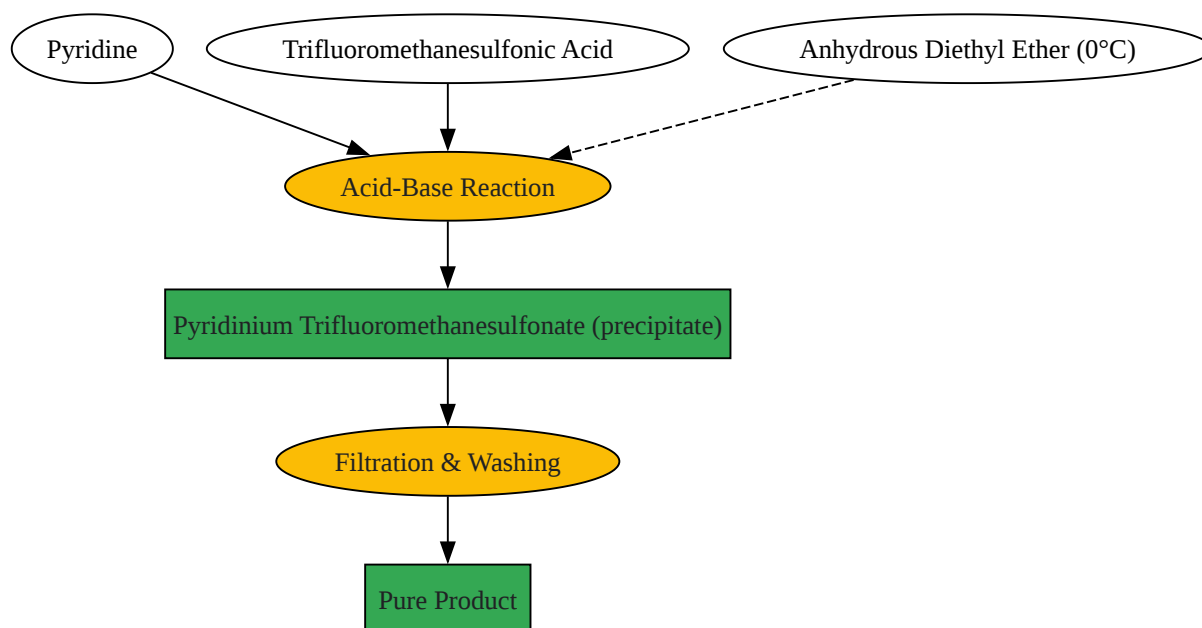 Pyridine
Trifluoromethanesulfonic Acid
Anhydrous Diethyl Ether (0°C)
Acid-Base Reaction
Pyridinium Trifluoromethanesulfonate (precipitate)
Filtration & Washing
Pure Product